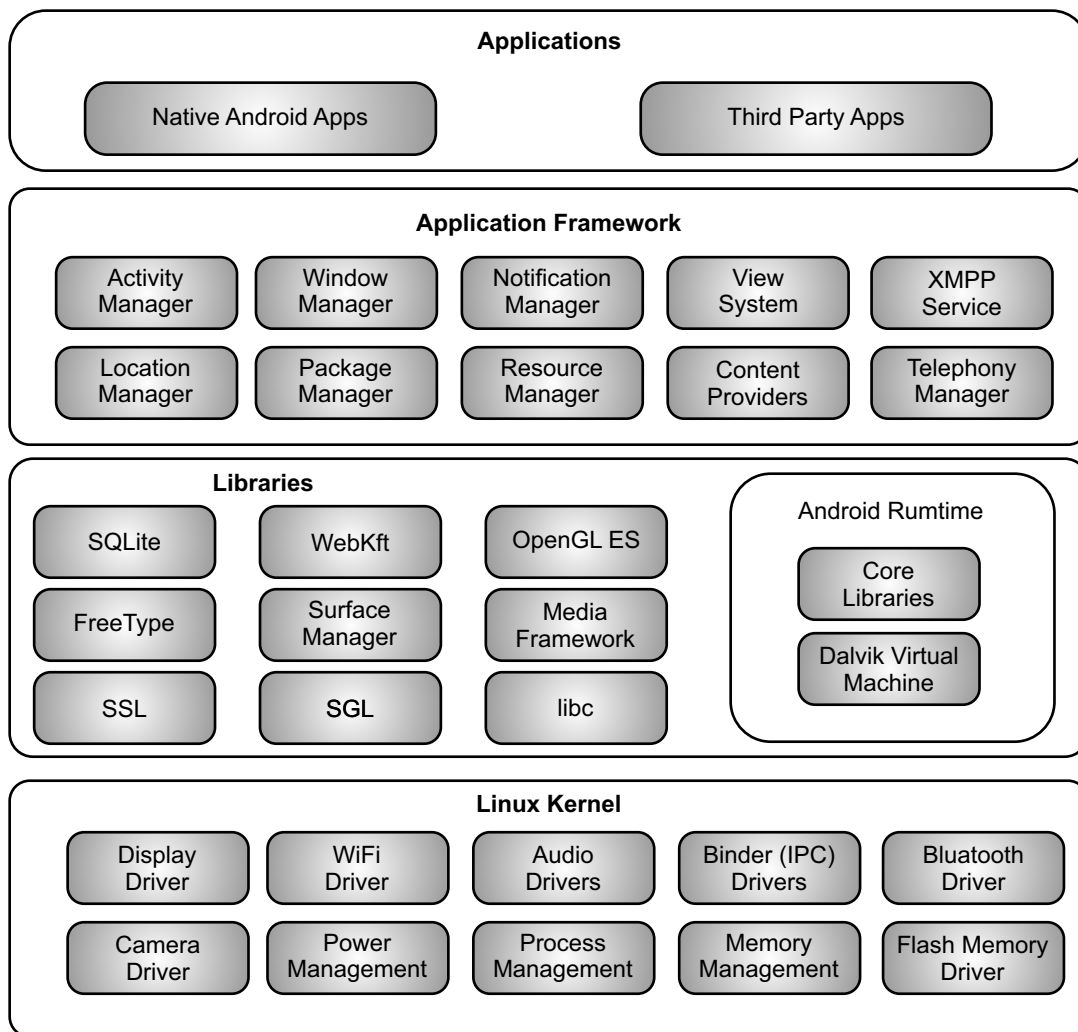 Applications
Native Android Apps
Third Party Apps
Application Framework
Activity
Manager
Window
Manager
Notification
Manager
View
System
XMPP
Service
Location
Manager
Package
Manager
Resource
Manager
Content
Providers
Telephony
Manager
Libraries
SQLite
WebKft
OpenGL ES
FreeType
Surface
Manager
Media
Framework
SSL
SGL
libc
Android Rumtime
Core
Libraries
Dalvik Virtual
Machine
Linux Kernel
Display
Driver
WiFi
Driver
Audio
Drivers
Binder (IPC)
Drivers
Bluatooth
Driver
Camera
Driver
Power
Management
Process
Management
Memory
Management
Flash Memory
Driver